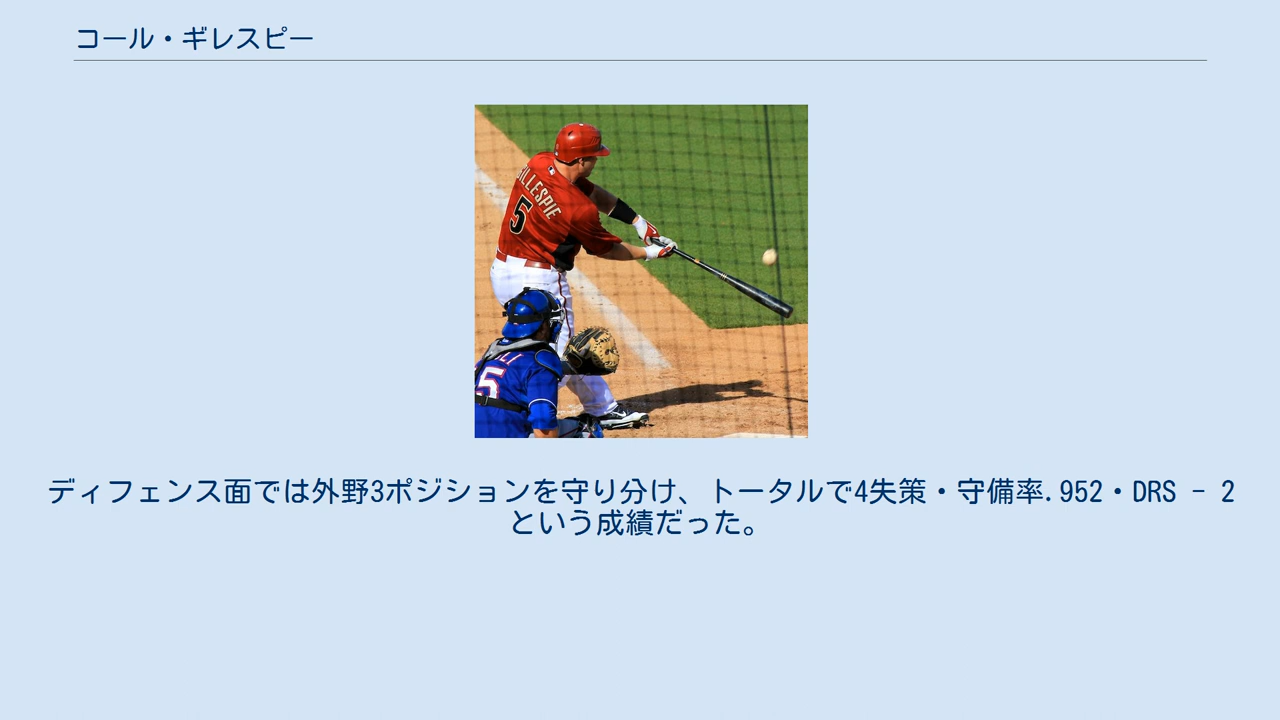 コール・ギレスピー
GILLESPIE
5
5
ディフェンス面では外野3ポジションを守り分け、トータルで4失策・守備率.952・DRS － 2
という成績だった。